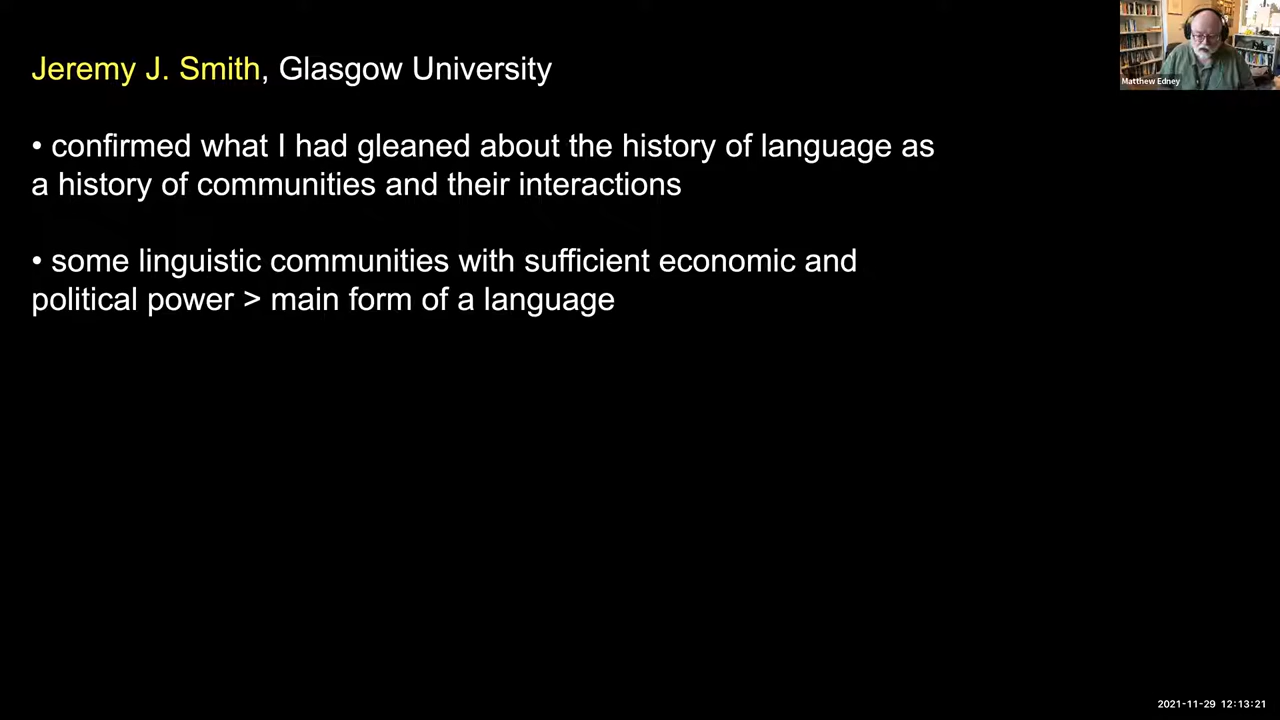 Jeremy J. Smith, Glasgow University
• confirmed what I had gleaned about the history of language as
a history of communities and their interactions
• some linguistic communities with sufficient economic and
political power > main form of a language
Matthew Edney
2021-11-29 12:13:21